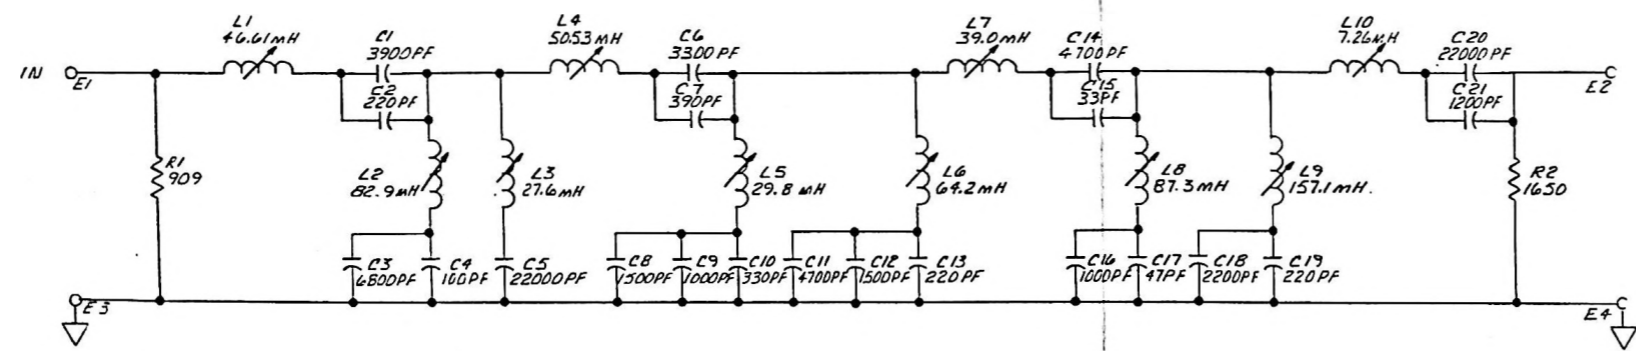 L1
46.61mH
C1
3900PF
C2
220PF
L4
50.53mH
C6
3300PF
C7
390PF
L7
39.0mH
C14
4700PF
C15
33PF
L10
7.26mH
C20
22000PF
C21
1200PF
IN
E1
E2
R1
909
L2
82.9mH
L3
27.6mH
L5
29.8mH
L6
64.2mH
L8
87.3mH
L9
157.1mH
R2
1650
C3
6800PF
C4
100PF
C5
22000PF
C8
1500PF
C9
1000PF
C10
330PF
C11
4700PF
C12
1500PF
C13
220PF
C16
1000PF
C17
47PF
C18
2200PF
C19
220PF
E3
E4